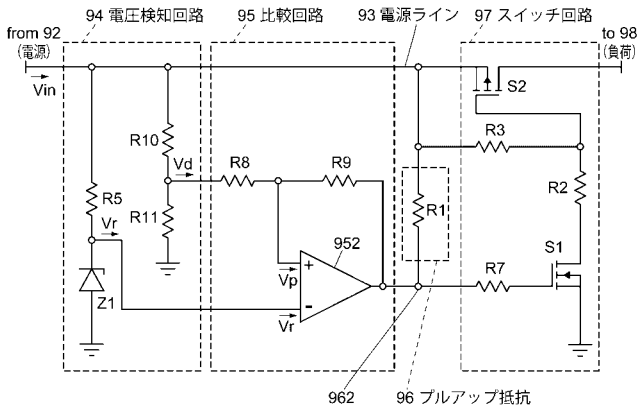 94 電圧検知回路
95 比較回路
93 電源ライン
97 スイッチ回路
from 92
(電源)
to 98
(負荷)
Vin
S2
R10
Vd
R8
R9
R3
R5
R11
R1
R2
Vr
952
S1
Z1
+
Vp
-
Vr
R7
962
96 プルアップ抵抗